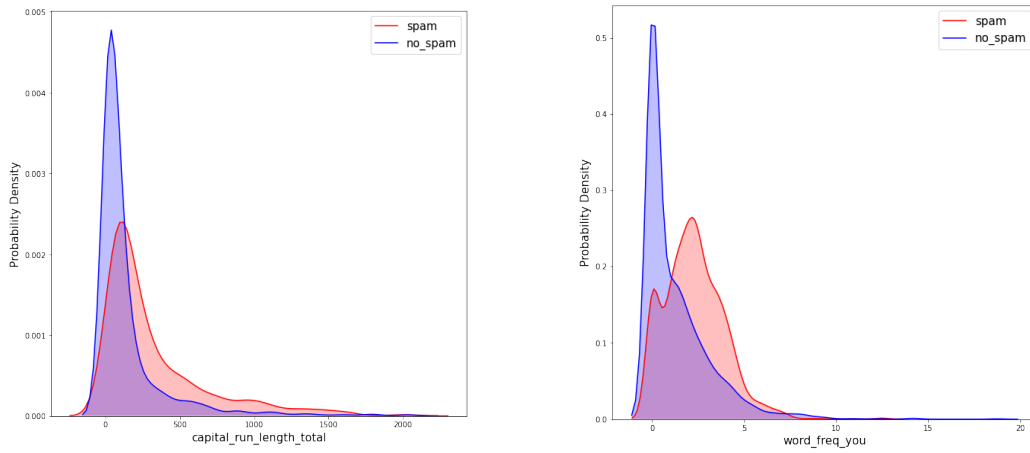 spam
no_spam
0.005
0.004
0.003
0.002
0.001
0.000
Probability Density
0
500
1000
1500
2000
capital_run_length_total
spam
no_spam
0.5
0.4
0.3
0.2
0.1
0.0
Probability Density
0
5
10
15
20
word_freq_you